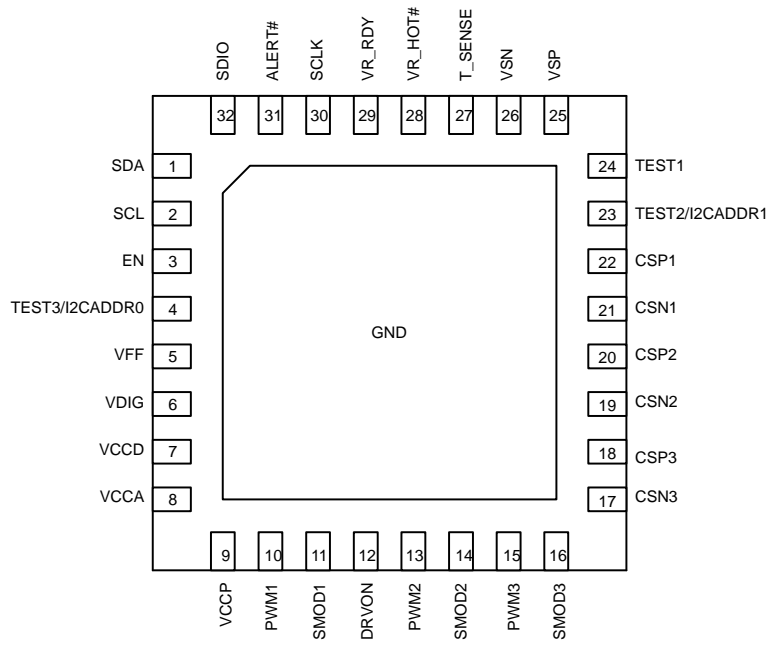 SDIO
ALERT#
SCLK
VR_RDY
VR_HOT#
T_SENSE
VSN
VSP
32
31
30
29
28
27
26
25
SDA 1
SCL 2
EN 3
TEST3/I2CADDR0 4
VFF 5
VDIG 6
VCCD 7
VCCA 8
GND
24 TEST1
23 TEST2/I2CADDR1
22 CSP1
21 CSN1
20 CSP2
19 CSN2
18 CSP3
17 CSN3
9
10
11
12
13
14
15
16
VCCP
PWM1
SMOD1
DRVON
PWM2
SMOD2
PWM3
SMOD3